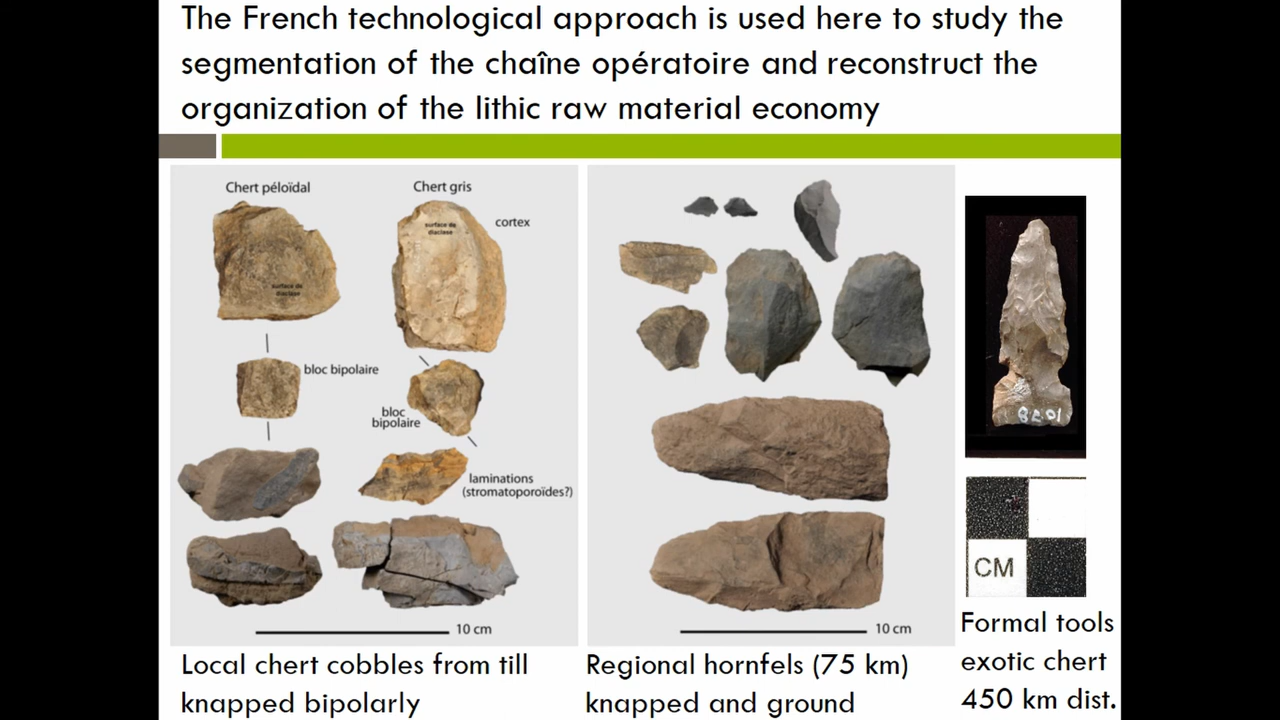 The French technological approach is used here to study the
segmentation of the chaîne opératoire and reconstruct the
organization of the lithic raw material economy
Chert péloïdal
Chert gris
surface de
diaclase
cortex
surface de
diaclase
bloc bipolaire
bloc
bipolaire
laminations
(stromatoporoïdes?)
10 cm
Local chert cobbles from till
knapped bipolarly
10 cm
Regional hornfels (75 km)
knapped and ground
CM
Formal tools
exotic chert
450 km dist.